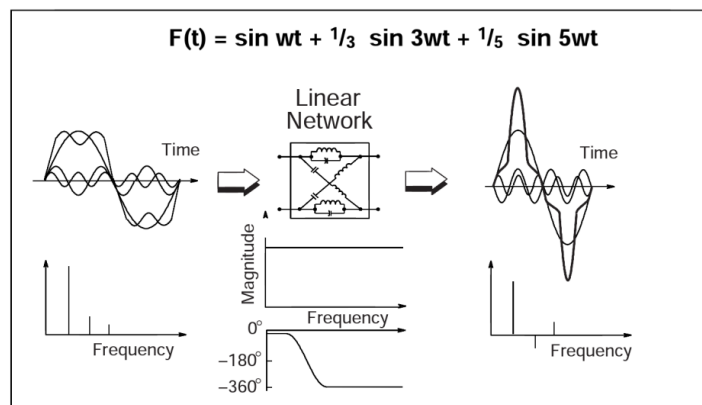 F(t) = sin wt + 1/3 sin 3wt + 1/5 sin 5wt
Linear
Network
Time
Time
Magnitude
Frequency
Frequency
Frequency
0°
−180°
−360°